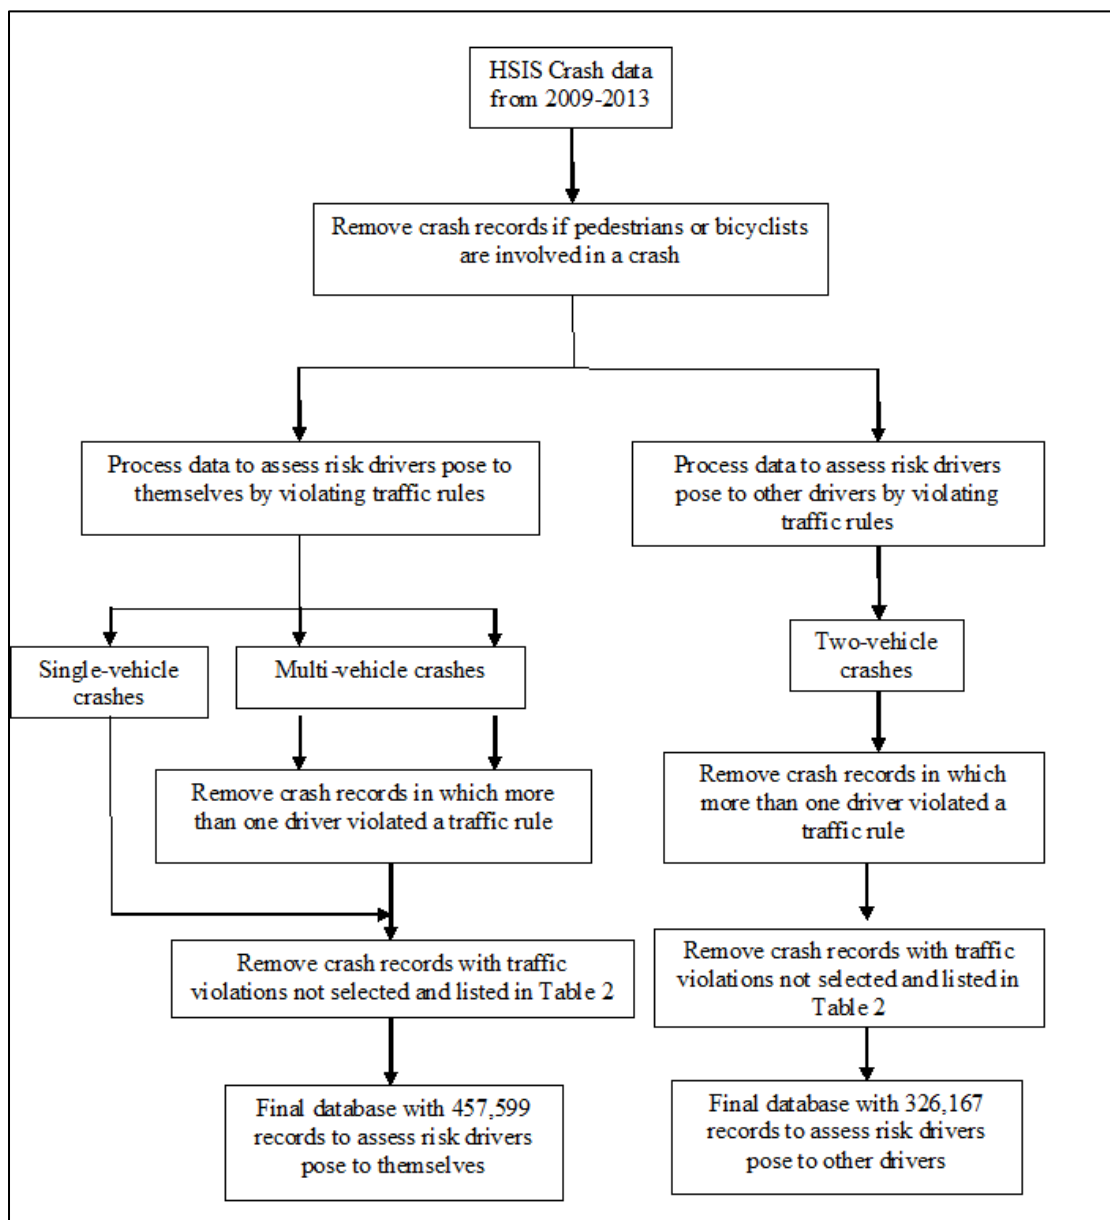 HSIS Crash data
from 2009-2013
Remove crash records if pedestrians or bicyclists
are involved in a crash
Process data to assess risk drivers pose to
themselves by violating traffic rules
Process data to assess risk drivers
pose to other drivers by violating
traffic rules
Single-vehicle
crashes
Multi-vehicle crashes
Two-vehicle
crashes
Remove crash records in which more
than one driver violated a traffic rule
Remove crash records in which
more than one driver violated a
traffic rule
Remove crash records with traffic
violations not selected and listed in Table 2
Remove crash records with traffic
violations not selected and listed in
Table 2
Final database with 457,599
records to assess risk drivers
pose to themselves
Final database with 326,167
records to assess risk drivers
pose to other drivers